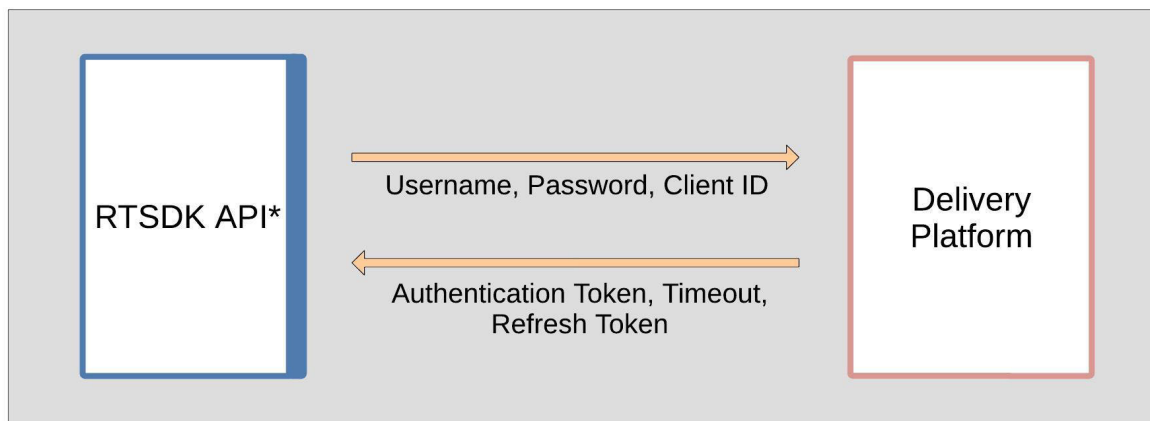 RTSDK API*
Username, Password, Client ID
Authentication Token, Timeout,
Refresh Token
Delivery
Platform